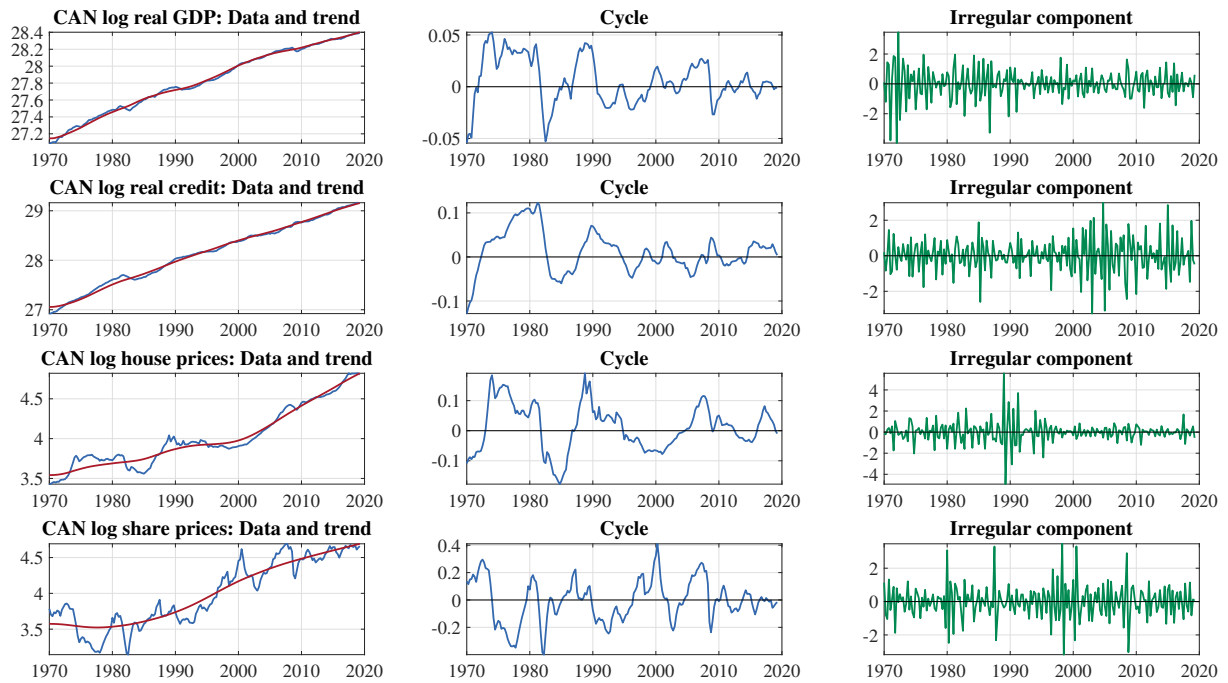 CAN log real GDP: Data and trend
28.4
28.2
28
27.8
27.6
27.4
27.2
1970 1980 1990 2000 2010 2020
Cycle
0.05
0
-0.05
1970 1980 1990 2000 2010 2020
Irregular component
2
0
-2
1970 1980 1990 2000 2010 2020
CAN log real credit: Data and trend
29
28
27
1970 1980 1990 2000 2010 2020
Cycle
0.1
0
-0.1
1970 1980 1990 2000 2010 2020
Irregular component
2
0
-2
1970 1980 1990 2000 2010 2020
CAN log house prices: Data and trend
4.5
4
3.5
1970 1980 1990 2000 2010 2020
Cycle
0.1
0
-0.1
1970 1980 1990 2000 2010 2020
Irregular component
4
2
0
-2
-4
1970 1980 1990 2000 2010 2020
CAN log share prices: Data and trend
4.5
4
3.5
1970 1980 1990 2000 2010 2020
Cycle
0.4
0.2
0
-0.2
1970 1980 1990 2000 2010 2020
Irregular component
2
0
-2
1970 1980 1990 2000 2010 2020